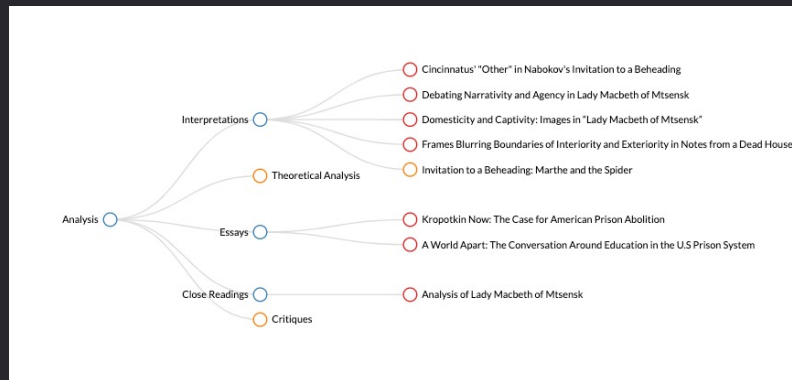 Cincinnatus' "Other" in Nabokov's Invitation to a Beheading
Debating Narrativity and Agency in Lady Macbeth of Mtsensk
Interpretations
Domesticity and Captivity: Images in "Lady Macbeth of Mtsensk"
Frames Blurring Boundaries of Interiority and Exteriority in Notes from a Dead House
Invitation to a Beheading: Marthe and the Spider
Theoretical Analysis
Analysis
Kropotkin Now: The Case for American Prison Abolition
Essays
A World Apart: The Conversation Around Education in the U.S Prison System
Close Readings
Analysis of Lady Macbeth of Mtsensk
Critiques